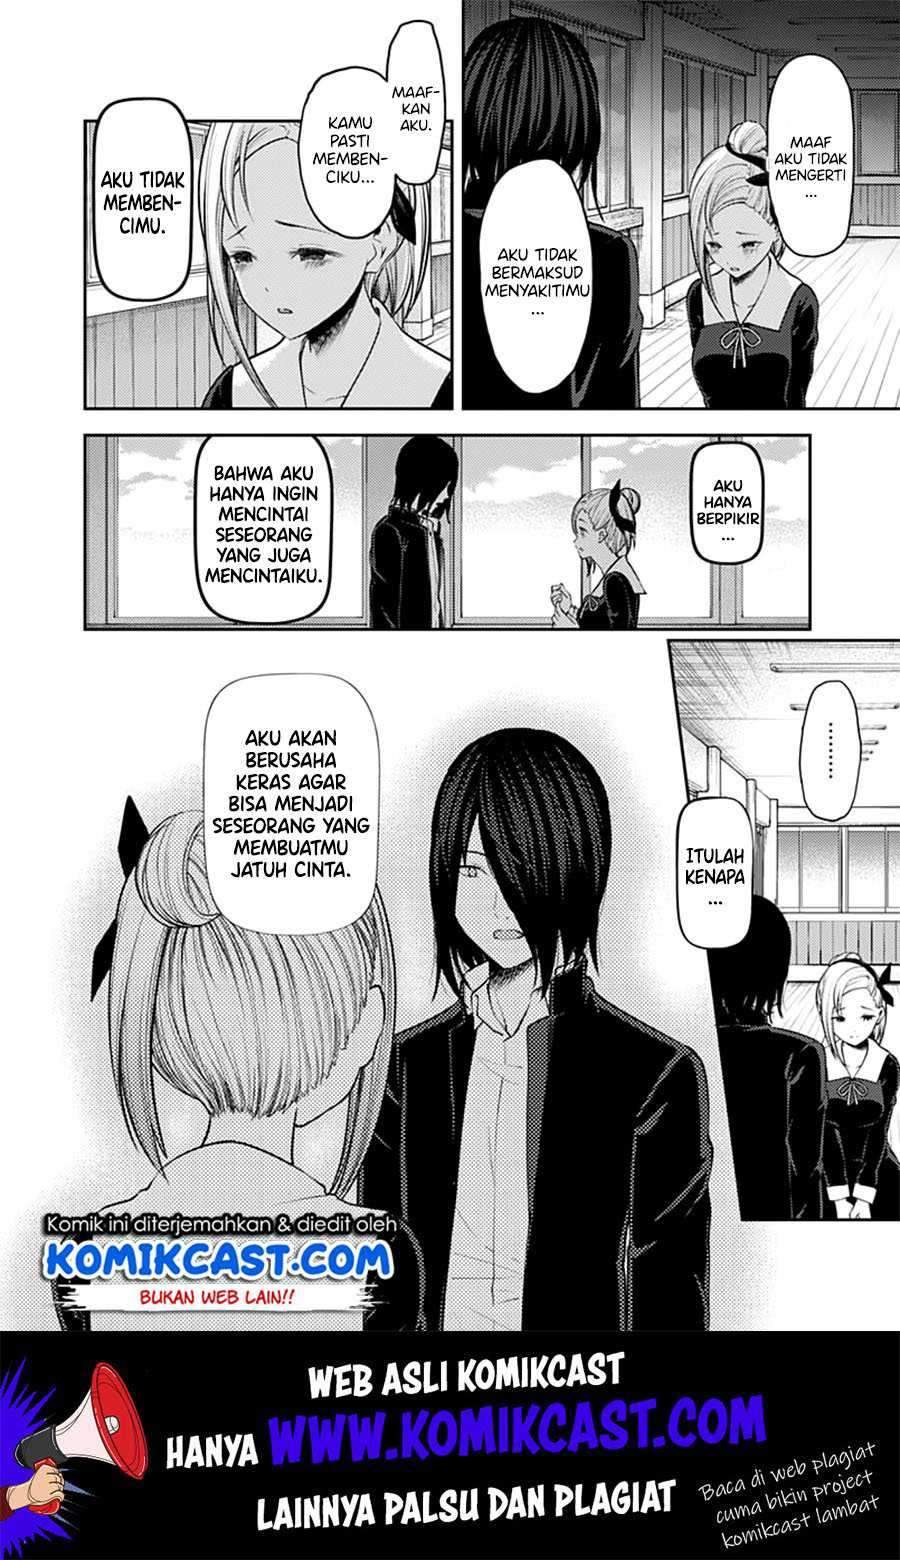 MAAF
AKU TIDAK
MENGERTI
...
AKU TIDAK
BERMAKSUD
MENYAKITIMU
...
MAAF-
KAN
AKU.
KAMU
PASTI
MEMBEN-
CIKU...
AKU TIDAK
MEMBEN-
CIMU.
AKU
HANYA
BERPIKIR
...
BAHWA AKU
HANYA INGIN
MENCINTAI
SESEORANG
YANG JUGA
MENCINTAIKU.
.........
ITULAH
KENAPA
...
AKU AKAN
BERUSAHA
KERAS AGAR
BISA MENJADI
SESEORANG YANG
MEMBUATMU
JATUH CINTA.
Komik ini diterjemahkan & diedit oleh
KOMIKCAST.COM
BUKAN WEB LAIN!!
WEB ASLI KOMIKCAST
HANYA WWW.KOMIKCAST.COM
LAINNYA PALSU DAN PLAGIAT
Baca di web plagiat
cuma bikin project
komikcast lambat